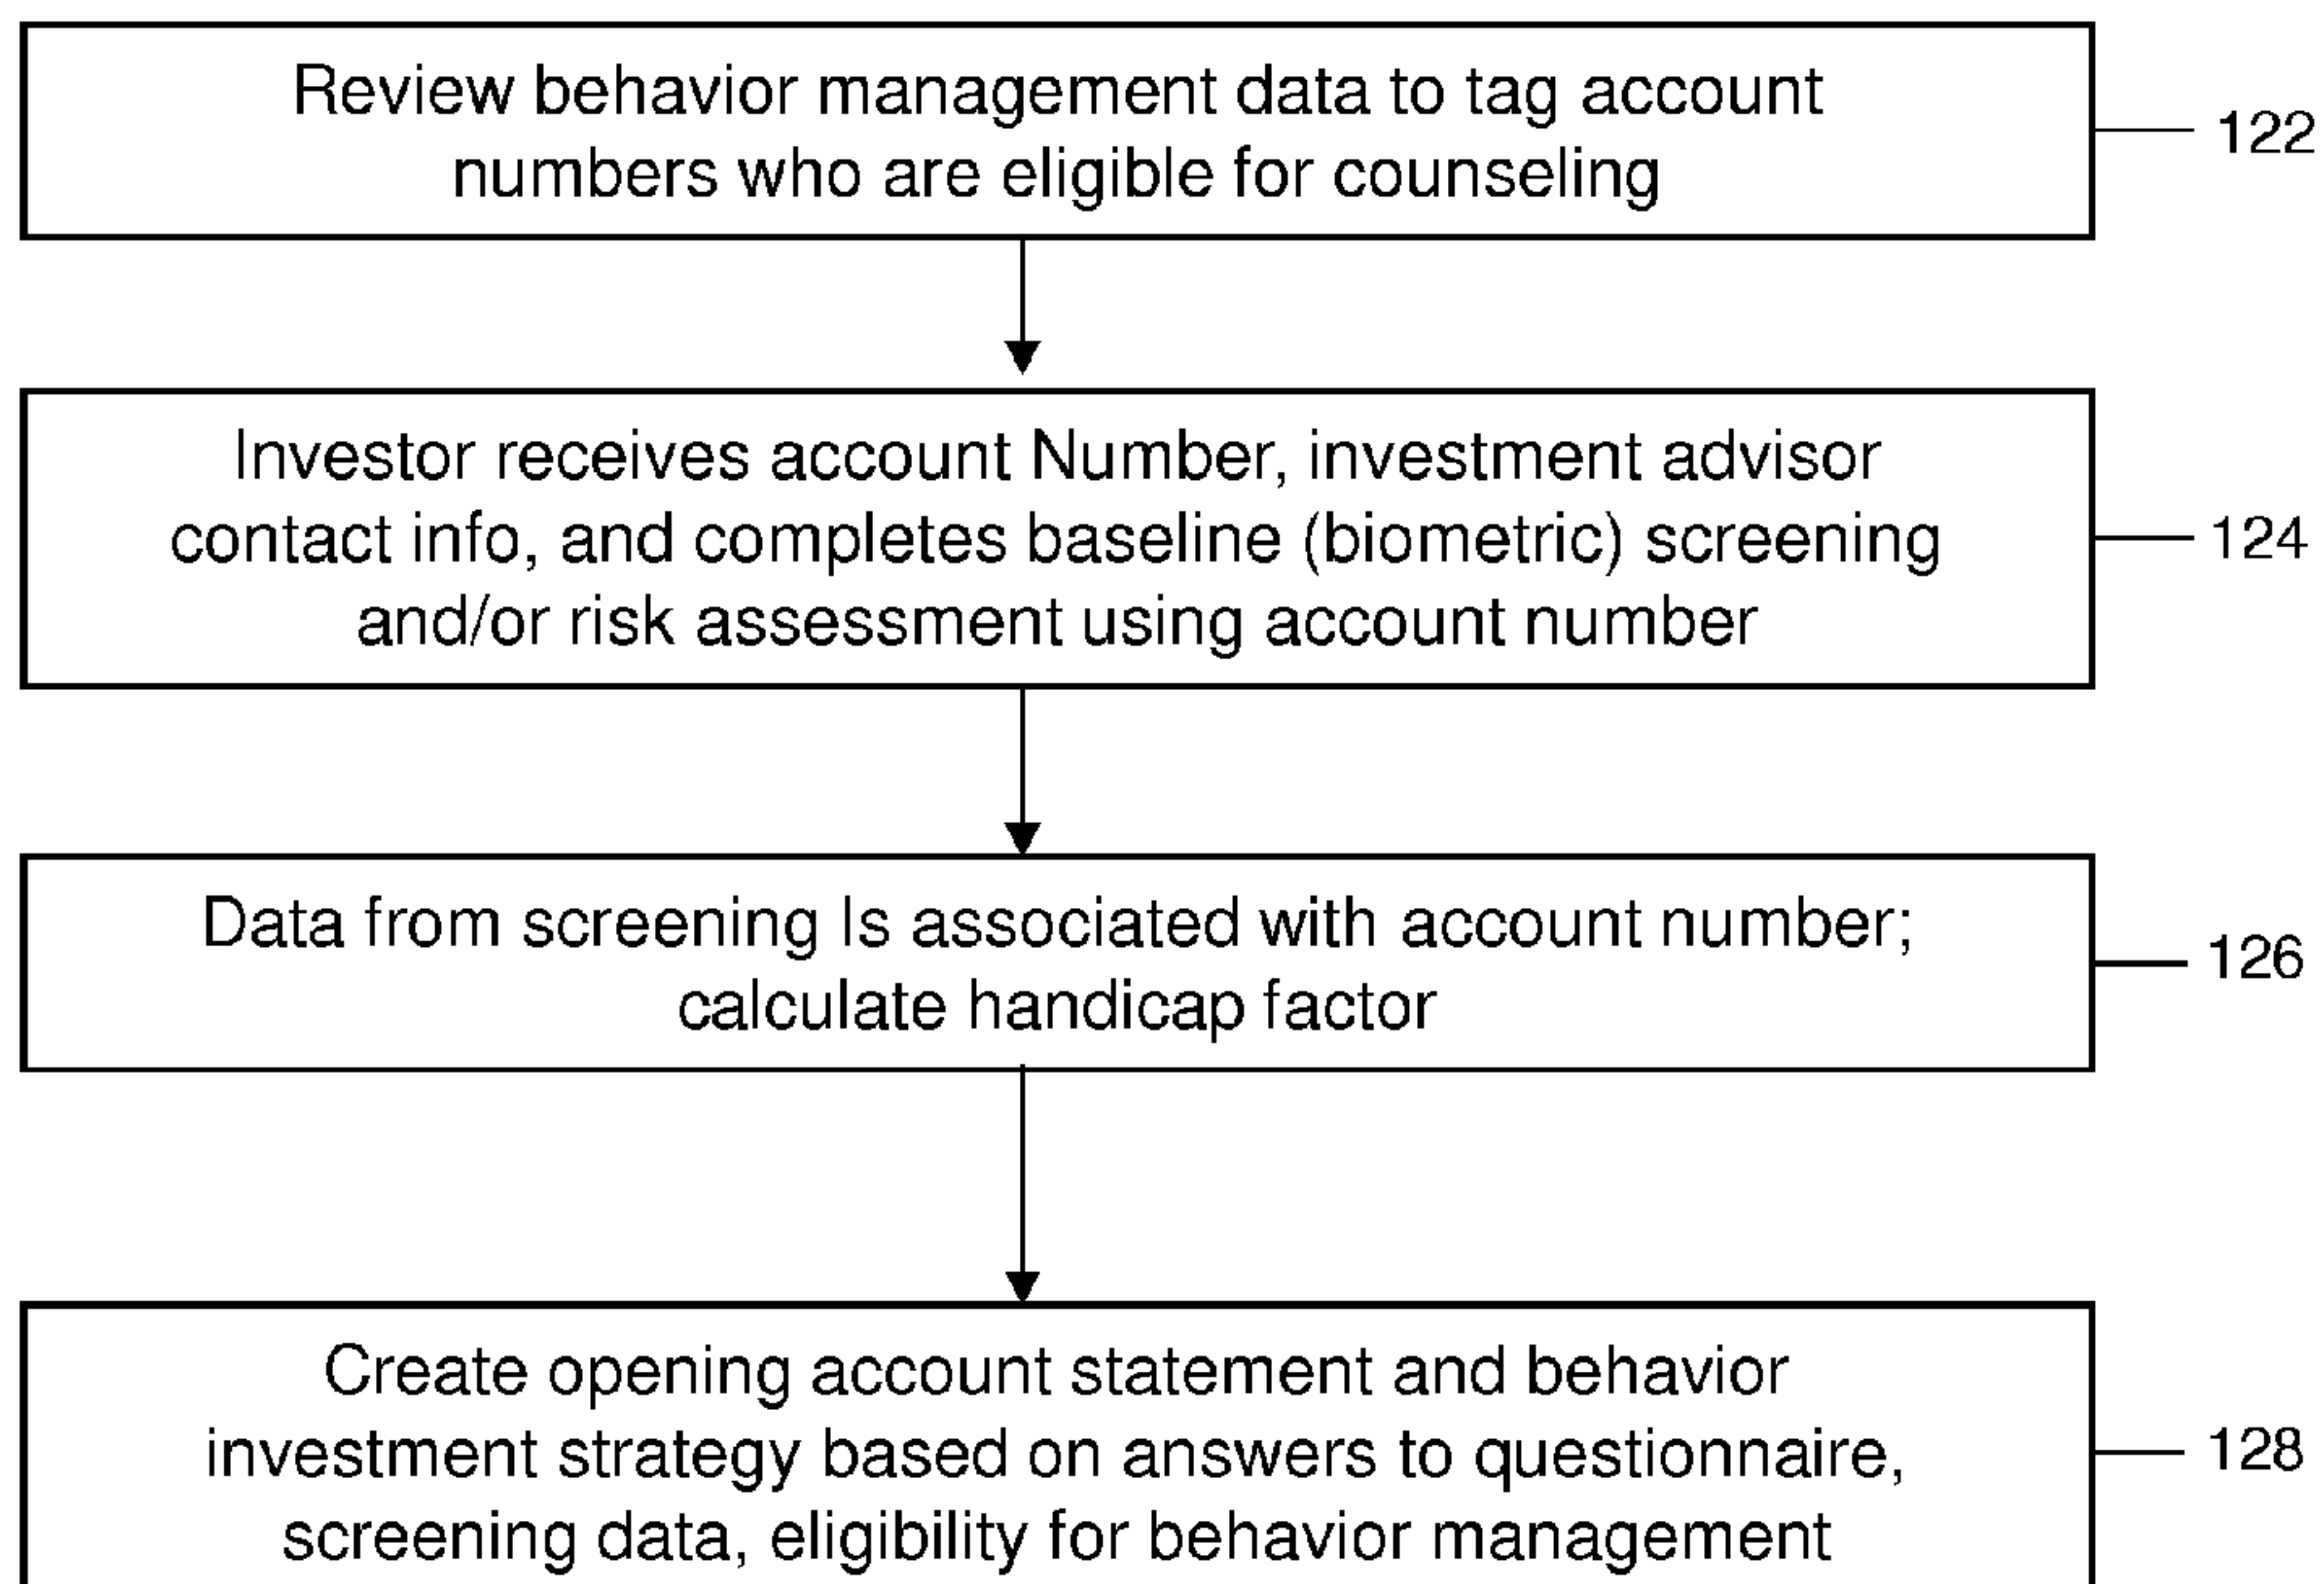 Review behavior management data to tag account
numbers who are eligible for counseling
122
Investor receives account Number, investment advisor
contact info, and completes baseline (biometric) screening
and/or risk assessment using account number
124
Data from screening Is associated with account number;
calculate handicap factor
126
Create opening account statement and behavior
investment strategy based on answers to questionnaire,
screening data, eligibility for behavior management
128